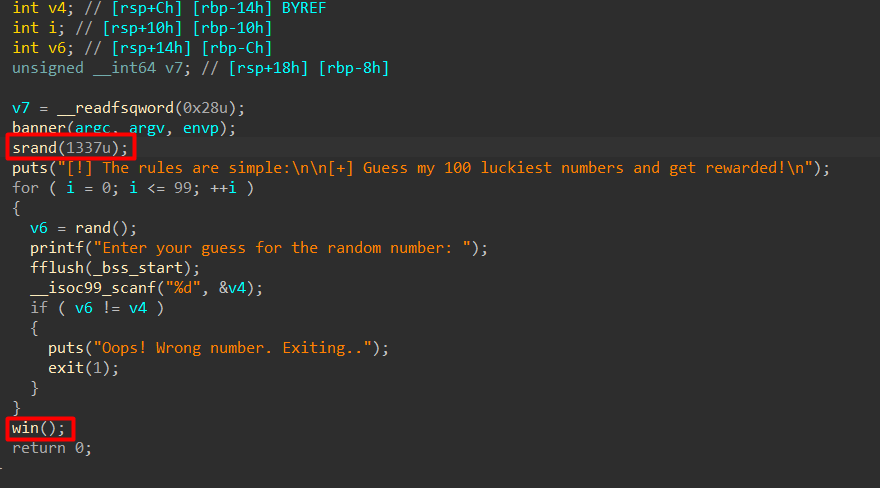 int v4; // [rsp+Ch] [rbp-14h] BYREF
int i; // [rsp+10h] [rbp-10h]
int v6; // [rsp+14h] [rbp-Ch]
unsigned __int64 v7; // [rsp+18h] [rbp-8h]
v7 = __readfsqword(0x28u);
banner(argc, argv, envp);
srand(1337u);
puts("[!] The rules are simple:\n\n[+] Guess my 100 luckiest numbers and get rewarded!\n");
for ( i = 0; i <= 99; ++i )
{
v6 = rand();
printf("Enter your guess for the random number: ");
fflush(_bss_start);
__isoc99_scanf("%d", &v4);
if ( v6 != v4 )
{
puts("Oops! Wrong number. Exiting..");
exit(1);
}
}
win();
return 0;